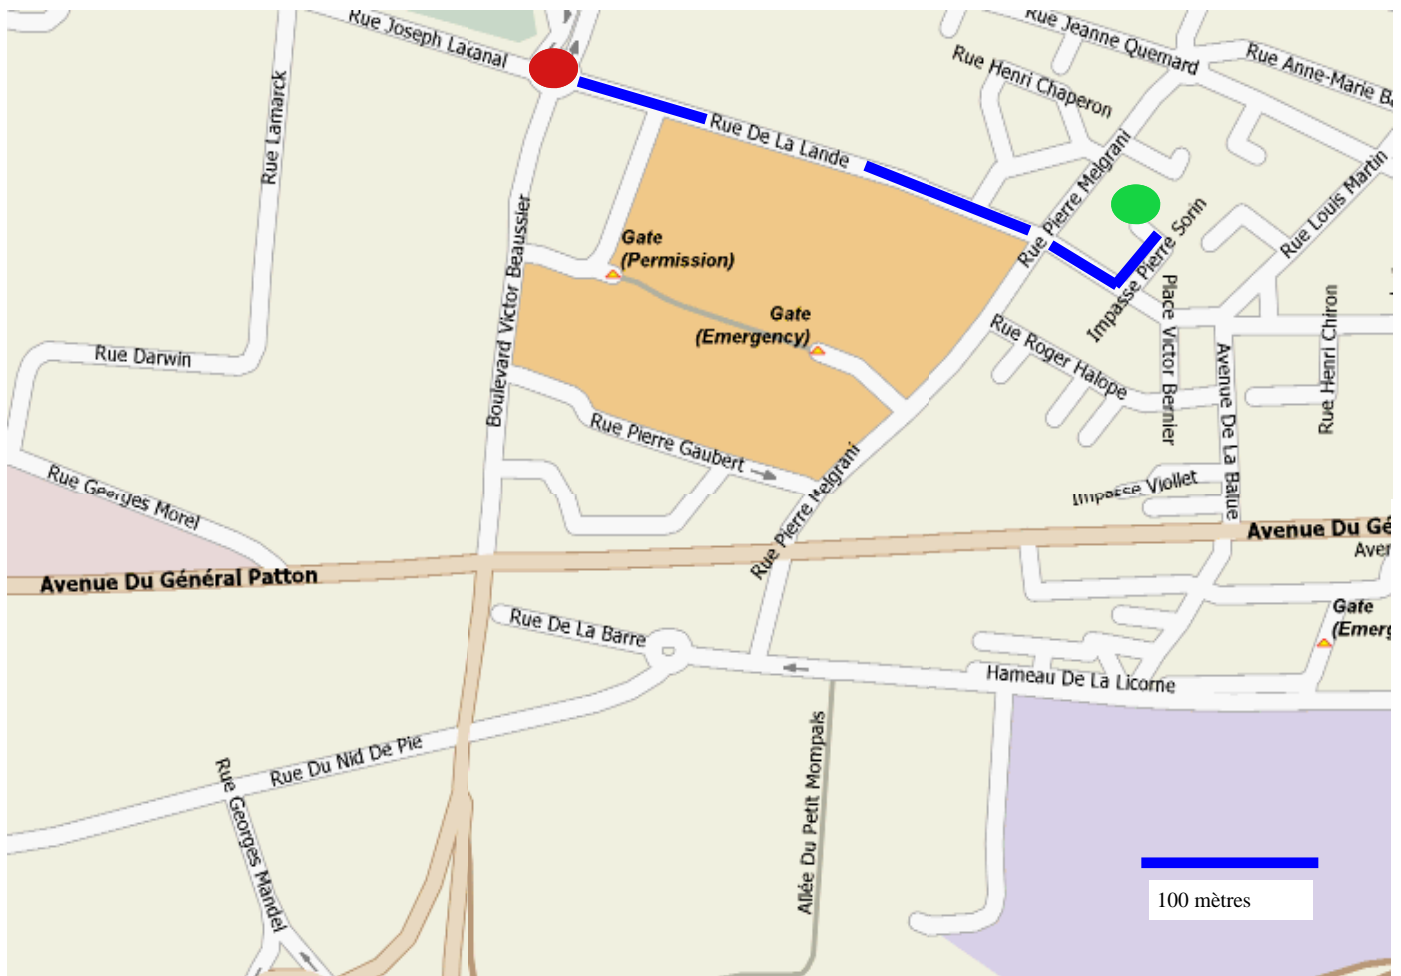 Rue Joseph Lacanal
Rue Jeanne Quemard
Rue Anne-Marie B
Rue Henri Chaperon
Rue Lamarck
Rue De La Lande
Rue Pierre Melgrani
Rue Louis Martin
Boulevard Victor Beaussier
Gate
(Permission)
Rue Pierre Melgrani
Impasse Pierre Sorin
Place Victor Bernier
Gate
(Emergency)
Rue Roger Halope
Rue Henri Chiron
Avenue De La Balue
Rue Darwin
Rue Pierre Gaubert
Rue Georges Morel
Impasse Viollet
Rue Pierre Melgrani
Avenue Du Gé
Aver
Avenue Du Général Patton
Rue De La Barre
Gate
(Emerg
Hameau De La Licorne
Rue Du Nid De Pie
Allée Du Petit Mompais
Rue Georges Mandel
100 mètres